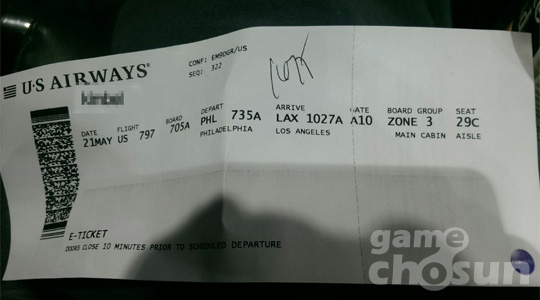 U·S AIRWAYS®
CONF: EM9DGR/US
SEQ: 322
DATE FLIGHT BOARD DEPART ARRIVE GATE BOARD GROUP SEAT
21MAY US 797 705A PHL 735A LAX 1027A A10 ZONE 3 29C
PHILADELPHIA LOS ANGELES MAIN CABIN AISLE
E-TICKET
DOORS CLOSE 10 MINUTES PRIOR TO SCHEDULED DEPARTURE
game
chosun